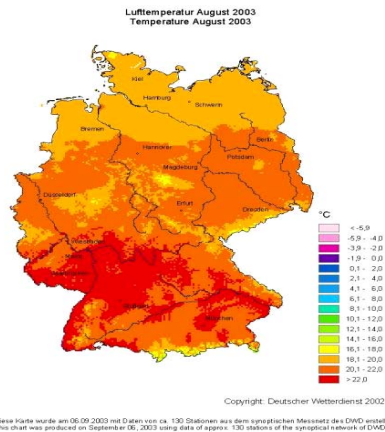 Lufttemperatur August 2003
Temperature August 2003
Kiel
Hamburg
Schwerin
Bremen
Berlin
Hannover
Potsdam
Magdeburg
Düsseldorf
Erfurt
Dresden
Wiesbaden
Mainz
Saarbrücken
Stuttgart
München
°C
< -5,9
-5,9 - -4,0
-3,9 - -2,0
-1,9 - 0,0
0,1 - 2,0
2,1 - 4,0
4,1 - 6,0
6,1 - 8,0
8,1 - 10,0
10,1 - 12,0
12,1 - 14,0
14,1 - 16,0
16,1 - 18,0
18,1 - 20,0
20,1 - 22,0
> 22,0
Copyright: Deutscher Wetterdienst 2002
iese Karte wurde am 06.09.2003 mit Daten von ca. 130 Stationen aus dem synoptischen Messnetz des DWD erstell
his chart was produced on September 06, 2003 using data of approx. 130 stations of the synoptical network of DWD